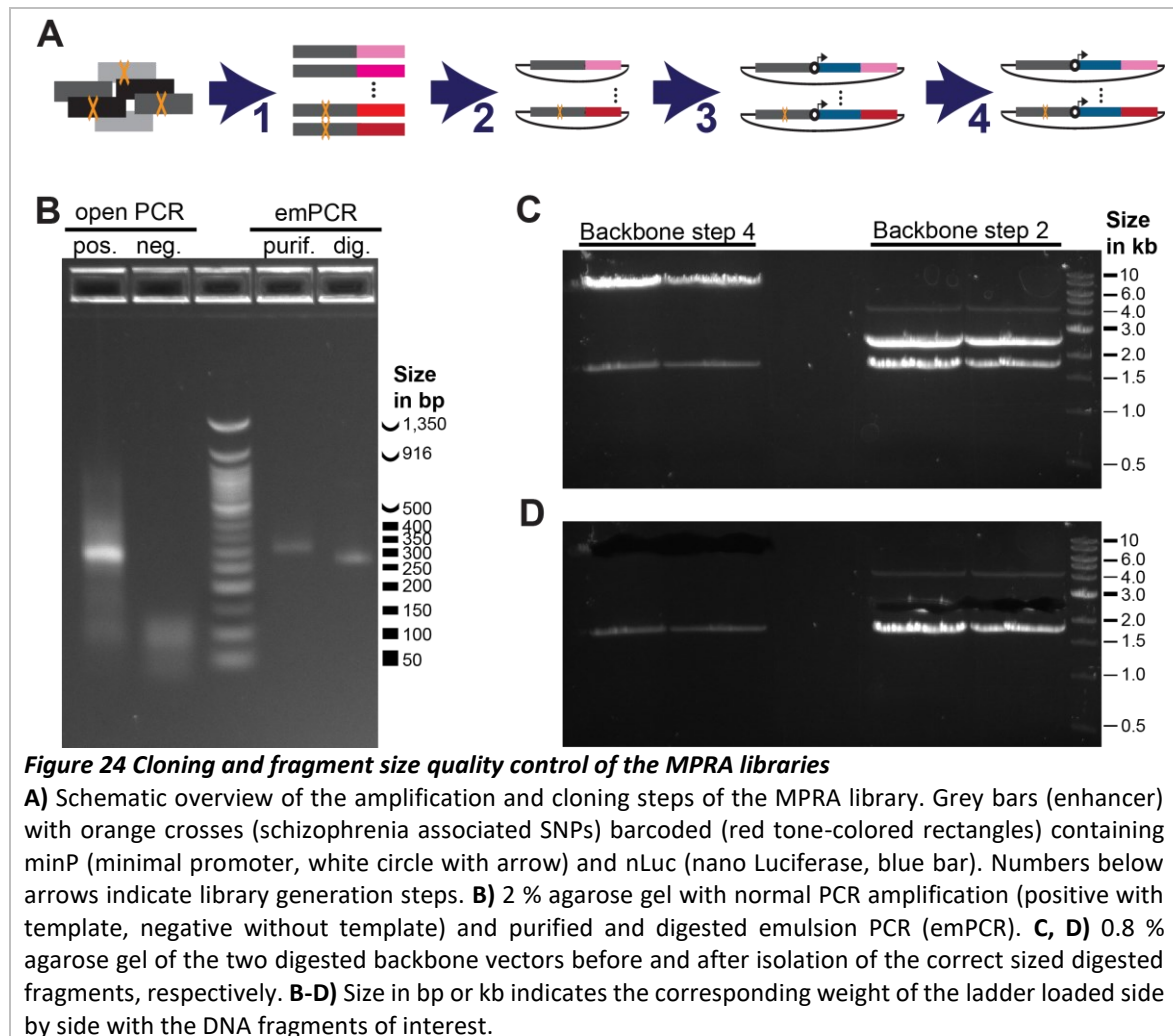 A
1
2
3
4
B
open PCR
emPCR
pos.
neg.
purif.
dig.
Size
in bp
1,350
916
500
400
350
300
250
200
150
100
50
C
Backbone step 4
Backbone step 2
Size
in kb
10
6.0
4.0
3.0
2.0
1.5
1.0
0.5
D
10
6.0
4.0
3.0
2.0
1.5
1.0
0.5
Figure 24 Cloning and fragment size quality control of the MPRA libraries
A) Schematic overview of the amplification and cloning steps of the MPRA library. Grey bars (enhancer)
with orange crosses (schizophrenia associated SNPs) barcoded (red tone-colored rectangles) containing
minP (minimal promoter, white circle with arrow) and nLuc (nano Luciferase, blue bar). Numbers below
arrows indicate library generation steps. B) 2 % agarose gel with normal PCR amplification (positive with
template, negative without template) and purified and digested emulsion PCR (emPCR). C, D) 0.8 %
agarose gel of the two digested backbone vectors before and after isolation of the correct sized digested
fragments, respectively. B-D) Size in bp or kb indicates the corresponding weight of the ladder loaded side
by side with the DNA fragments of interest.